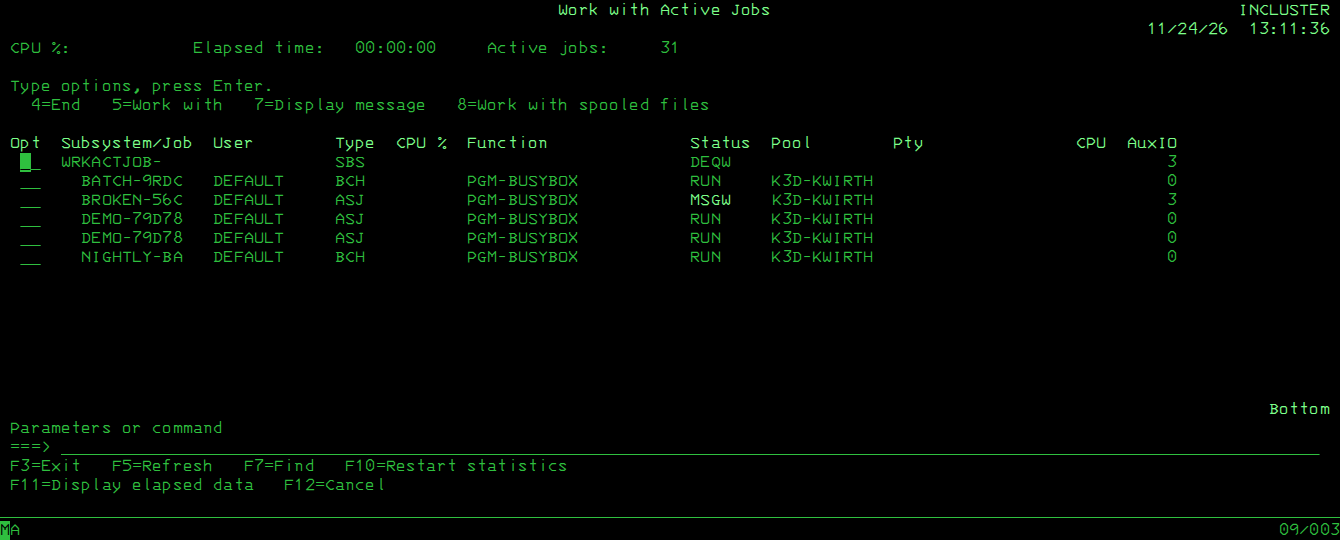 Work with Active Jobs INCLUSTER
11/24/26 13:11:36
CPU %: Elapsed time: 00:00:00 Active jobs: 31
Type options, press Enter.
4=End 5=Work with 7=Display message 8=Work with spooled files
Opt Subsystem/Job User Type CPU % Function Status Pool Pty CPU AuxIO
__ WRKACTJOB- SBS DEQW 3
__ BATCH-9RDC DEFAULT BCH PGM-BUSYBOX RUN K3D-KWIRTH 0
__ BROKEN-56C DEFAULT ASJ PGM-BUSYBOX MSGW K3D-KWIRTH 3
__ DEMO-79D78 DEFAULT ASJ PGM-BUSYBOX RUN K3D-KWIRTH 0
__ DEMO-79D78 DEFAULT ASJ PGM-BUSYBOX RUN K3D-KWIRTH 0
__ NIGHTLY-BA DEFAULT BCH PGM-BUSYBOX RUN K3D-KWIRTH 0
Bottom
Parameters or command
===>
F3=Exit F5=Refresh F7=Find F10=Restart statistics
F11=Display elapsed data F12=Cancel
MA 09/003